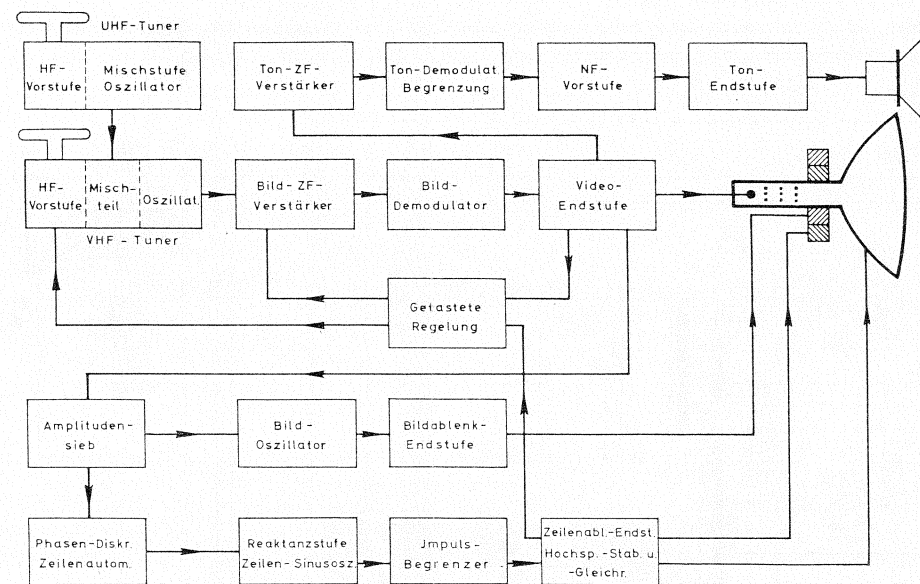 UHF-Tuner
HF-
Vorstufe
Mischstufe
Oszillator
Ton-ZF-
Verstärker
Ton-Demodulat.
Begrenzung
NF-
Vorstufe
Ton-
Endstufe
HF-
Vorstufe
Misch-
teil
Oszillat.
VHF - Tuner
Bild-ZF-
Verstärker
Bild-
Demodulator
Video-
Endstufe
Getastete
Regelung
Amplituden-
sieb
Bild-
Oszillator
Bildablenk-
Endstufe
Phasen-Diskr.
Zeilenautom.
Reaktanzstufe
Zeilen-Sinusosz.
Jmpuls-
Begrenzer
Zeilenabl.-Endst.
Hochsp.-Stab. u.
-Gleichr.